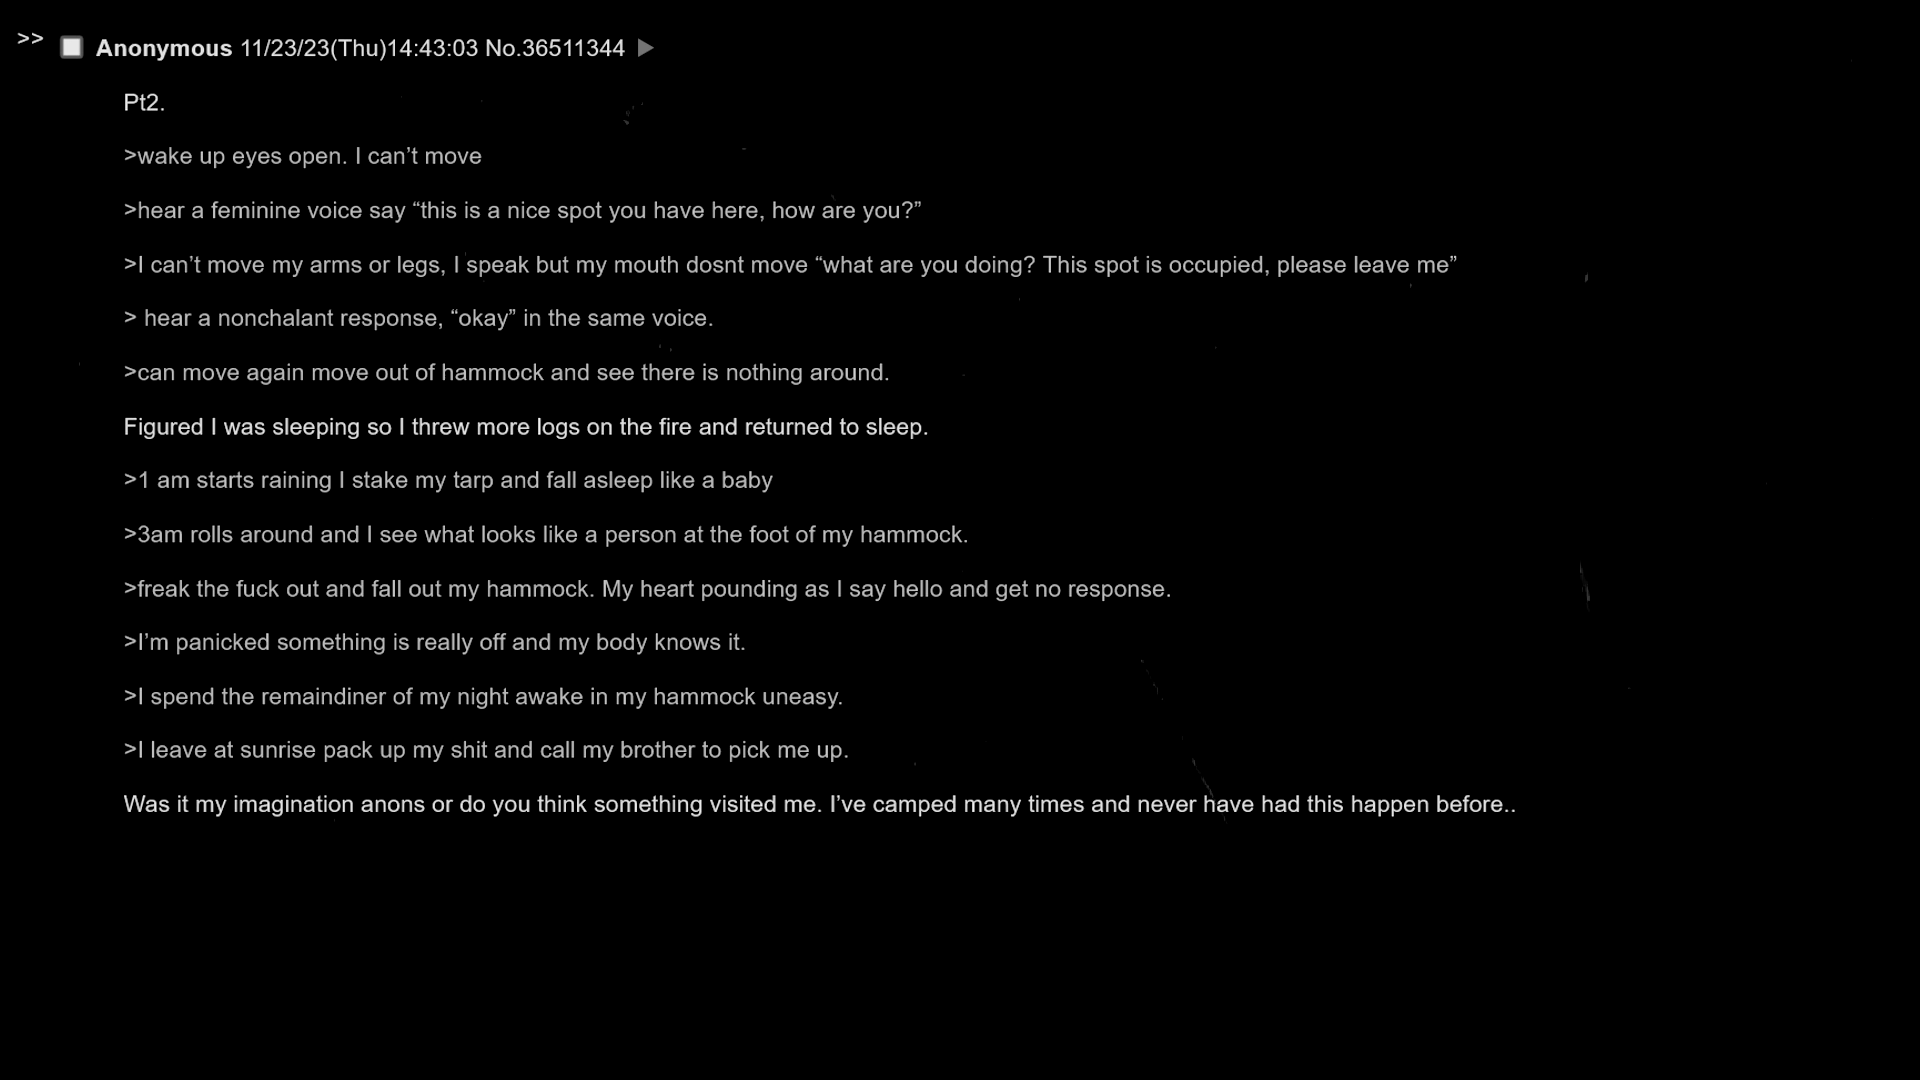 >> Anonymous 11/23/23(Thu)14:43:03 No.36511344 ▶
Pt2.
>wake up eyes open. I can’t move
>hear a feminine voice say “this is a nice spot you have here, how are you?”
>I can’t move my arms or legs, I speak but my mouth dosnt move “what are you doing? This spot is occupied, please leave me”
> hear a nonchalant response, “okay” in the same voice.
>can move again move out of hammock and see there is nothing around.
Figured I was sleeping so I threw more logs on the fire and returned to sleep.
>1 am starts raining I stake my tarp and fall asleep like a baby
>3am rolls around and I see what looks like a person at the foot of my hammock.
>freak the fuck out and fall out my hammock. My heart pounding as I say hello and get no response.
>I’m panicked something is really off and my body knows it.
>I spend the remaindiner of my night awake in my hammock uneasy.
>I leave at sunrise pack up my shit and call my brother to pick me up.
Was it my imagination anons or do you think something visited me. I’ve camped many times and never have had this happen before..